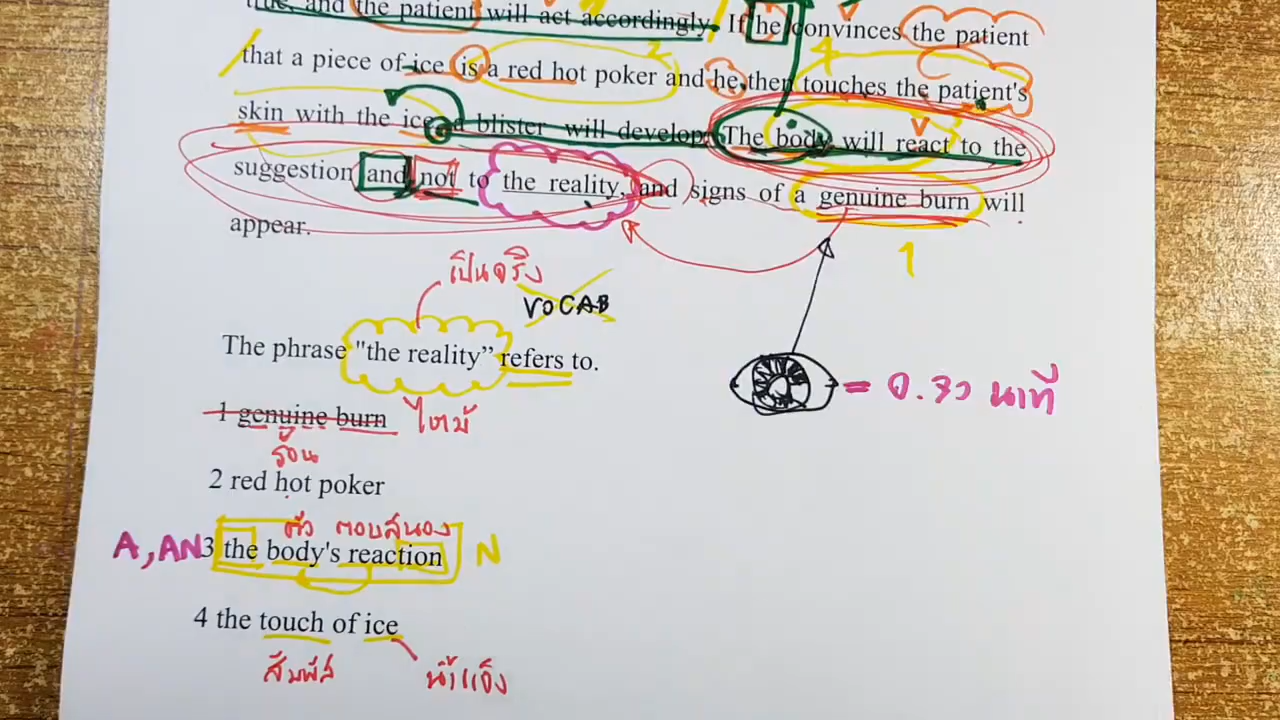 true, and the patient will act accordingly. If he convinces the patient
that a piece of ice is a red hot poker and he then touches the patient's
skin with the ice a blister will develop. The body will react to the
suggestion and not to the reality, and signs of a genuine burn will
appear.
1
2
4
เป็นจริง
VOCAB
The phrase "the reality” refers to.
= 0.30 นาที
1 genuine burn ไหม้
ร้อน
2 red hot poker
ตัว ตอบสนอง
A, AN 3 the body's reaction N
4 the touch of ice
สัมผัส น้ำแข็ง